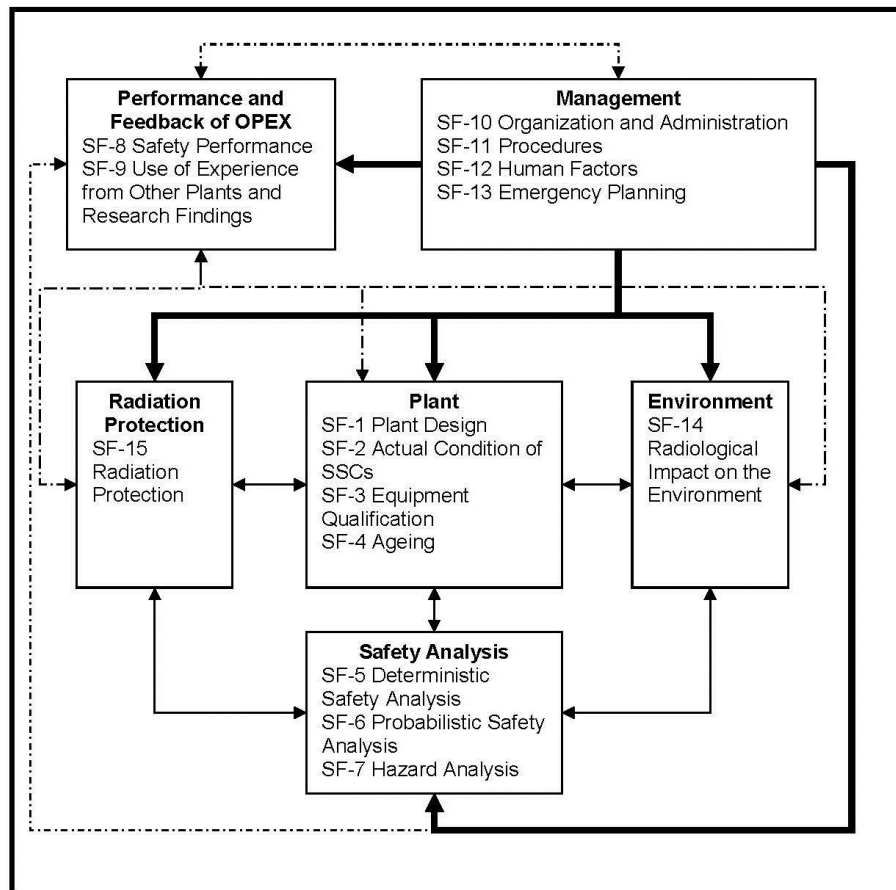 Performance and
Feedback of OPEX
SF-8 Safety Performance
SF-9 Use of Experience
from Other Plants and
Research Findings
Management
SF-10 Organization and Administration
SF-11 Procedures
SF-12 Human Factors
SF-13 Emergency Planning
Radiation
Protection
SF-15
Radiation
Protection
Plant
SF-1 Plant Design
SF-2 Actual Condition of
SSCs
SF-3 Equipment
Qualification
SF-4 Ageing
Environment
SF-14
Radiological
Impact on the
Environment
Safety Analysis
SF-5 Deterministic
Safety Analysis
SF-6 Probabilistic Safety
Analysis
SF-7 Hazard Analysis